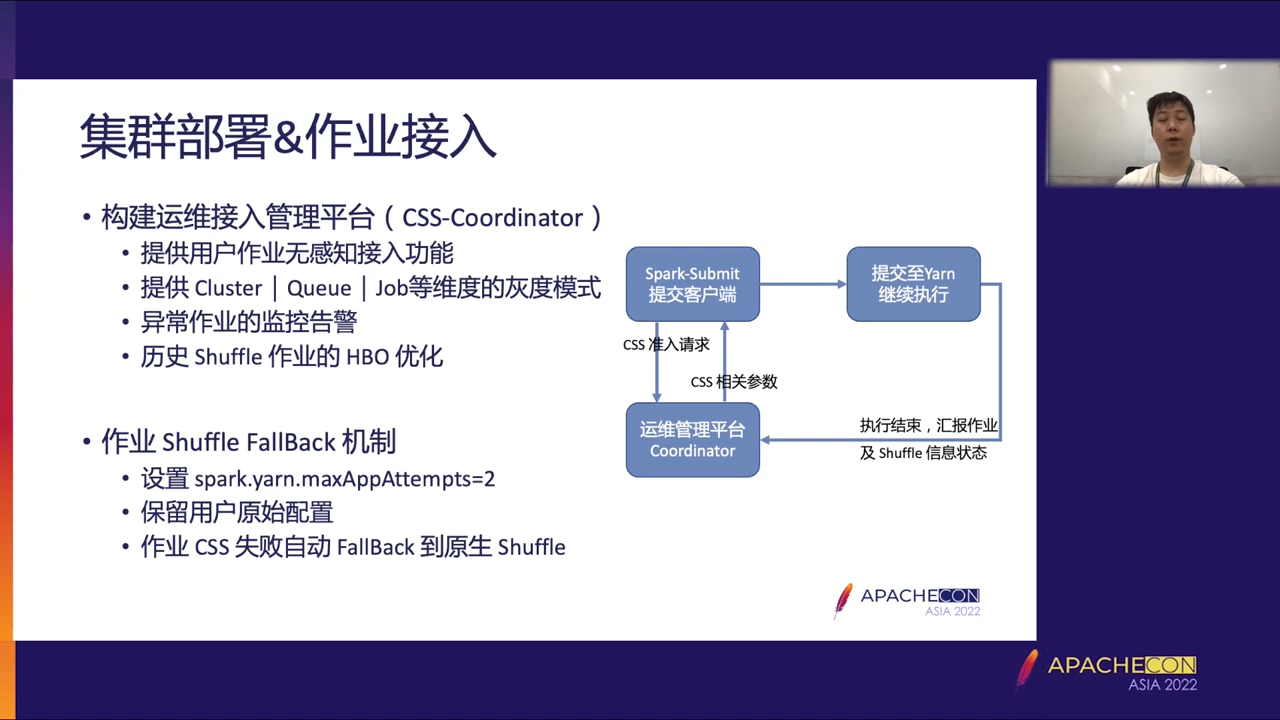 集群部署&作业接入
• 构建运维接入管理平台（CSS-Coordinator）
• 提供用户作业无感知接入功能
• 提供 Cluster | Queue | Job等维度的灰度模式
• 异常作业的监控告警
• 历史 Shuffle 作业的 HBO 优化
• 作业 Shuffle FallBack 机制
• 设置 spark.yarn.maxAppAttempts=2
• 保留用户原始配置
• 作业 CSS 失败自动 FallBack 到原生 Shuffle
Spark-Submit
提交客户端
提交至Yarn
继续执行
CSS 准入请求
CSS 相关参数
运维管理平台
Coordinator
执行结束，汇报作业
及 Shuffle 信息状态
APACHECON
ASIA 2022
APACHECON
ASIA 2022